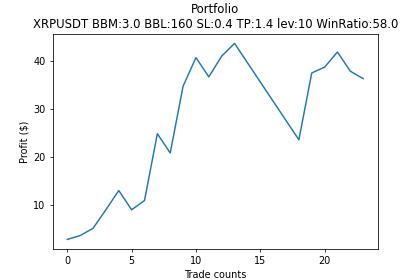 Portfolio
XRPUSDT BBM:3.0 BBL:160 SL:0.4 TP:1.4 lev:10 WinRatio:58.0
Profit ($)
40
30
20
10
0 5 10 15 20
Trade counts